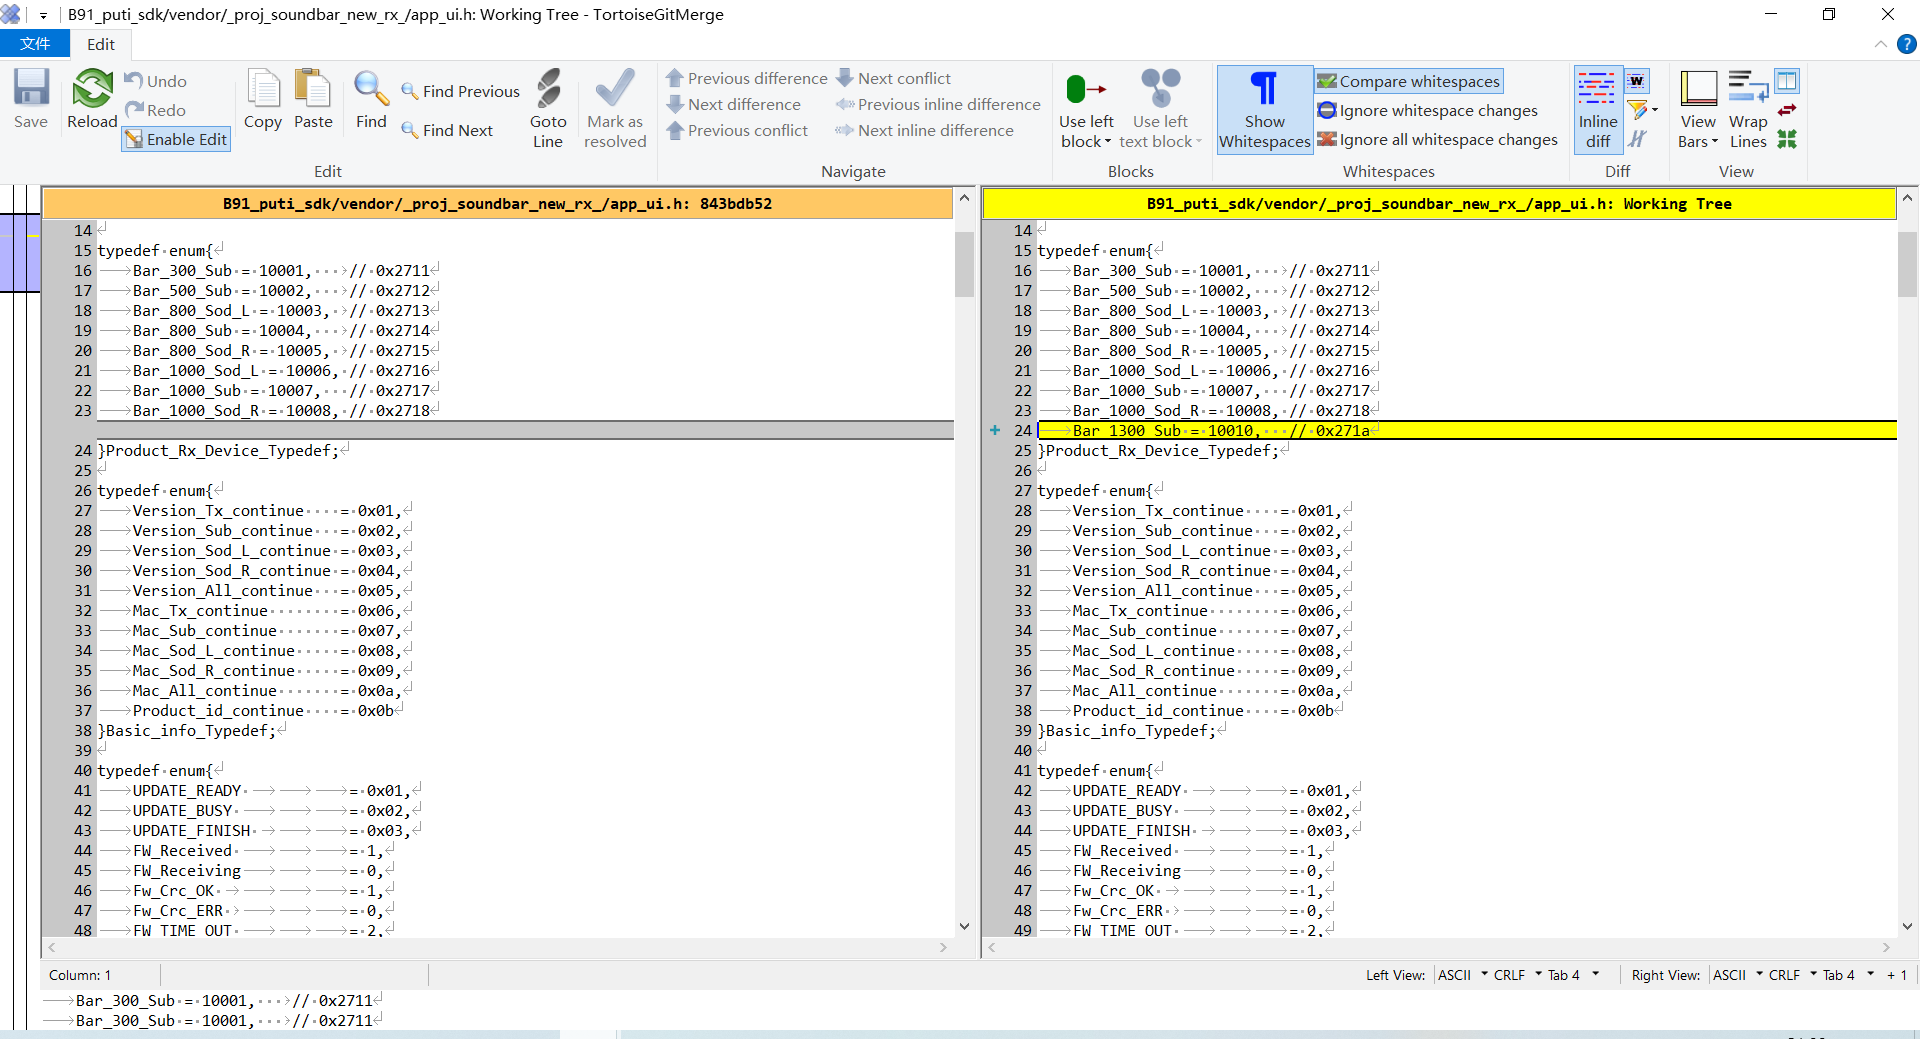 B91_puti_sdk/vendor/_proj_soundbar_new_rx_/app_ui.h: Working Tree - TortoiseGitMerge
文件 Edit
Save
Reload
Undo
Redo
Enable Edit
Copy
Paste
Find
Find Previous
Find Next
Goto Line
Mark as resolved
Edit
Previous difference
Next difference
Previous conflict
Next conflict
Previous inline difference
Next inline difference
Navigate
Use left block
Use left text block
Blocks
Show Whitespaces
Compare whitespaces
Ignore whitespace changes
Ignore all whitespace changes
Whitespaces
Inline diff
Diff
View Bars
Wrap Lines
View
B91_puti_sdk/vendor/_proj_soundbar_new_rx_/app_ui.h: 843bdb52
14
15 typedef enum{
16 Bar_300_Sub = 10001, // 0x2711
17 Bar_500_Sub = 10002, // 0x2712
18 Bar_800_Sod_L = 10003, // 0x2713
19 Bar_800_Sub = 10004, // 0x2714
20 Bar_800_Sod_R = 10005, // 0x2715
21 Bar_1000_Sod_L = 10006, // 0x2716
22 Bar_1000_Sub = 10007, // 0x2717
23 Bar_1000_Sod_R = 10008, // 0x2718
24 }Product_Rx_Device_Typedef;
25
26 typedef enum{
27 Version_Tx_continue = 0x01,
28 Version_Sub_continue = 0x02,
29 Version_Sod_L_continue = 0x03,
30 Version_Sod_R_continue = 0x04,
31 Version_All_continue = 0x05,
32 Mac_Tx_continue = 0x06,
33 Mac_Sub_continue = 0x07,
34 Mac_Sod_L_continue = 0x08,
35 Mac_Sod_R_continue = 0x09,
36 Mac_All_continue = 0x0a,
37 Product_id_continue = 0x0b
38 }Basic_info_Typedef;
39
40 typedef enum{
41 UPDATE_READY = 0x01,
42 UPDATE_BUSY = 0x02,
43 UPDATE_FINISH = 0x03,
44 FW_Received = 1,
45 FW_Receiving = 0,
46 Fw_Crc_OK = 1,
47 Fw_Crc_ERR = 0,
48 FW_TIME_OUT = 2,
B91_puti_sdk/vendor/_proj_soundbar_new_rx_/app_ui.h: Working Tree
14
15 typedef enum{
16 Bar_300_Sub = 10001, // 0x2711
17 Bar_500_Sub = 10002, // 0x2712
18 Bar_800_Sod_L = 10003, // 0x2713
19 Bar_800_Sub = 10004, // 0x2714
20 Bar_800_Sod_R = 10005, // 0x2715
21 Bar_1000_Sod_L = 10006, // 0x2716
22 Bar_1000_Sub = 10007, // 0x2717
23 Bar_1000_Sod_R = 10008, // 0x2718
24 Bar_1300_Sub = 10010, // 0x271a
25 }Product_Rx_Device_Typedef;
26
27 typedef enum{
28 Version_Tx_continue = 0x01,
29 Version_Sub_continue = 0x02,
30 Version_Sod_L_continue = 0x03,
31 Version_Sod_R_continue = 0x04,
32 Version_All_continue = 0x05,
33 Mac_Tx_continue = 0x06,
34 Mac_Sub_continue = 0x07,
35 Mac_Sod_L_continue = 0x08,
36 Mac_Sod_R_continue = 0x09,
37 Mac_All_continue = 0x0a,
38 Product_id_continue = 0x0b
39 }Basic_info_Typedef;
40
41 typedef enum{
42 UPDATE_READY = 0x01,
43 UPDATE_BUSY = 0x02,
44 UPDATE_FINISH = 0x03,
45 FW_Received = 1,
46 FW_Receiving = 0,
47 Fw_Crc_OK = 1,
48 Fw_Crc_ERR = 0,
49 FW_TIME_OUT = 2,
Column: 1
Left View: ASCII CRLF Tab 4
Right View: ASCII CRLF Tab 4 + 1
Bar_300_Sub = 10001, // 0x2711
Bar_300_Sub = 10001, // 0x2711